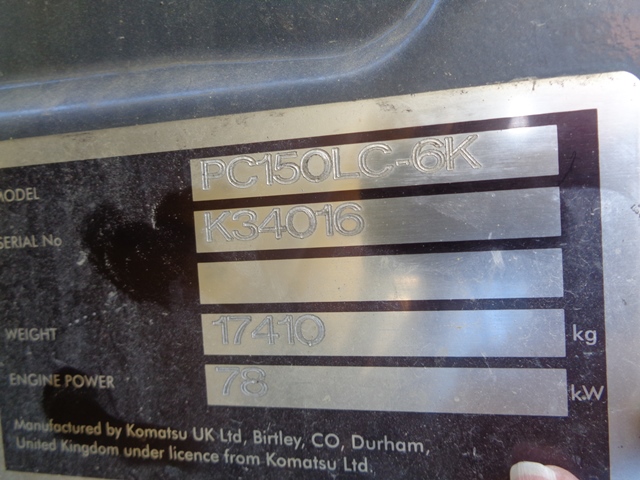 MODEL PC150LC-6K
SERIAL No K34016
WEIGHT 17410 kg
ENGINE POWER 78 kW
Manufactured by Komatsu UK Ltd, Birtley, CO, Durham,
United Kingdom under licence from Komatsu Ltd.